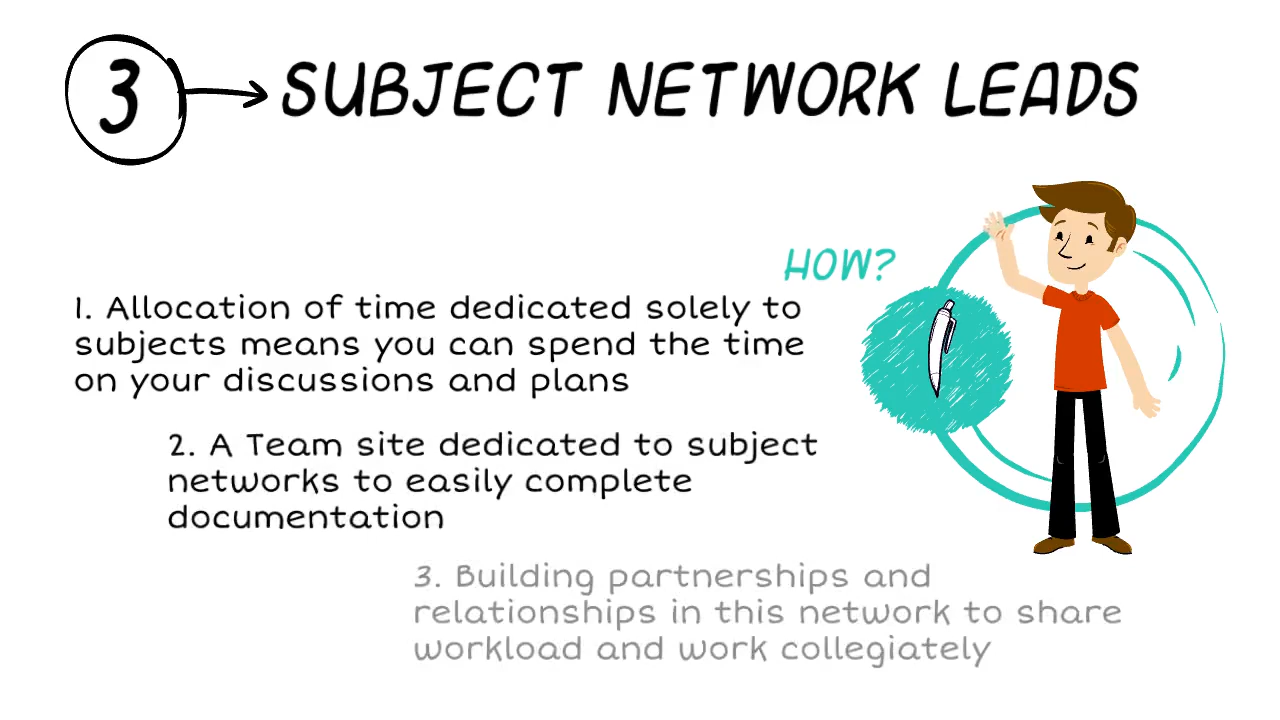 3 SUBJECT NETWORK LEADS
HOW?
1. Allocation of time dedicated solely to
subjects means you can spend the time
on your discussions and plans
2. A Team site dedicated to subject
networks to easily complete
documentation
3. Building partnerships and
relationships in this network to share
workload and work collegiately